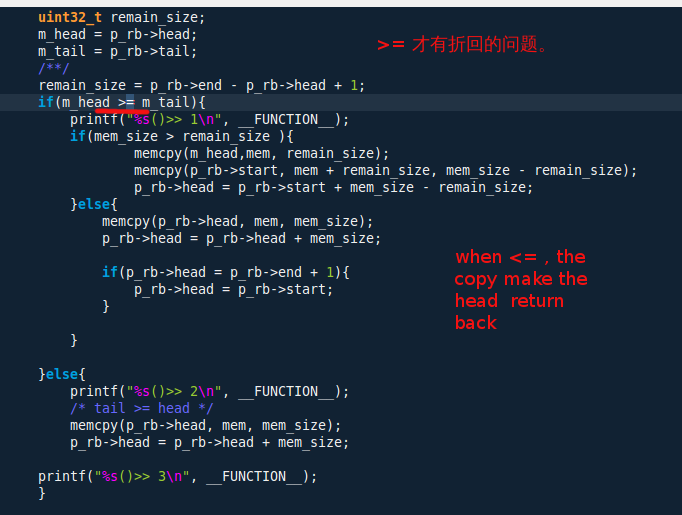 uint32_t remain_size;
m_head = p_rb->head;
m_tail = p_rb->tail;
>= 才有折回的问题。
/**/
remain_size = p_rb->end - p_rb->head + 1;
if(m_head >= m_tail){
printf("%s()>> 1\n", __FUNCTION__);
if(mem_size > remain_size ){
memcpy(m_head,mem, remain_size);
memcpy(p_rb->start, mem + remain_size, mem_size - remain_size);
p_rb->head = p_rb->start + mem_size - remain_size;
}else{
memcpy(p_rb->head, mem, mem_size);
p_rb->head = p_rb->head + mem_size;
if(p_rb->head = p_rb->end + 1){
p_rb->head = p_rb->start;
}
}
when <= , the
copy make the
head return
back
}else{
printf("%s()>> 2\n", __FUNCTION__);
/* tail >= head */
memcpy(p_rb->head, mem, mem_size);
p_rb->head = p_rb->head + mem_size;
printf("%s()>> 3\n", __FUNCTION__);
}